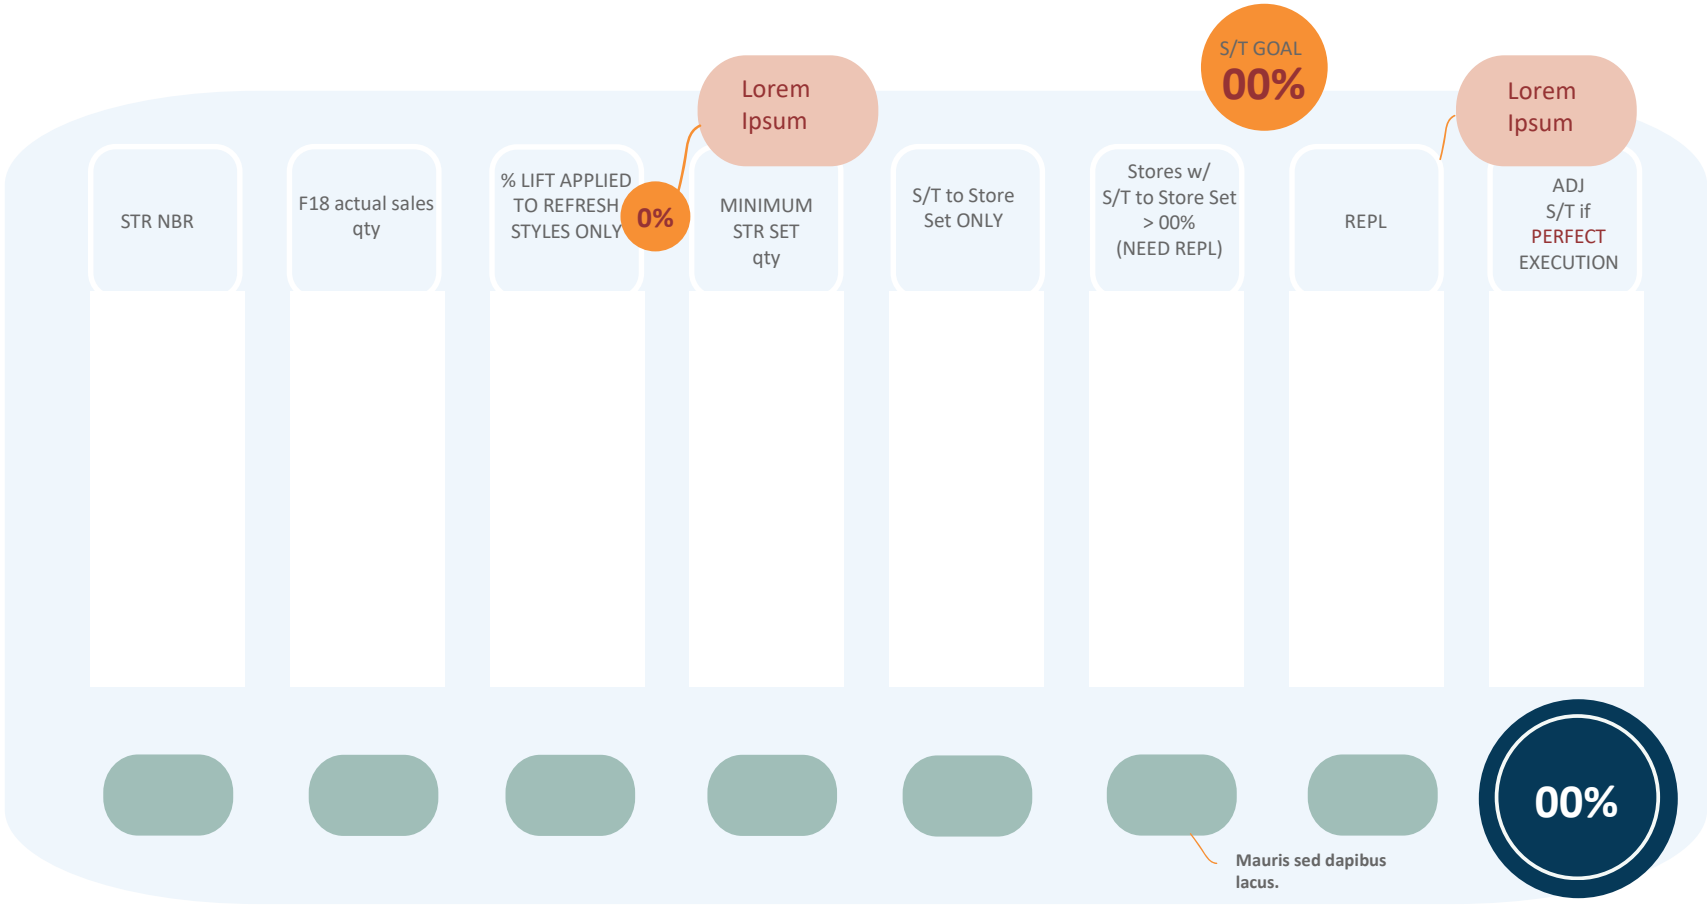 S/T GOAL
00%
Lorem
Ipsum
Lorem
Ipsum
STR NBR
F18 actual sales
qty
% LIFT APPLIED
TO REFRESH
STYLES ONLY
0%
MINIMUM
STR SET
qty
S/T to Store
Set ONLY
Stores w/
S/T to Store Set
> 00%
(NEED REPL)
REPL
ADJ
S/T if
PERFECT
EXECUTION
00%
Mauris sed dapibus
lacus.